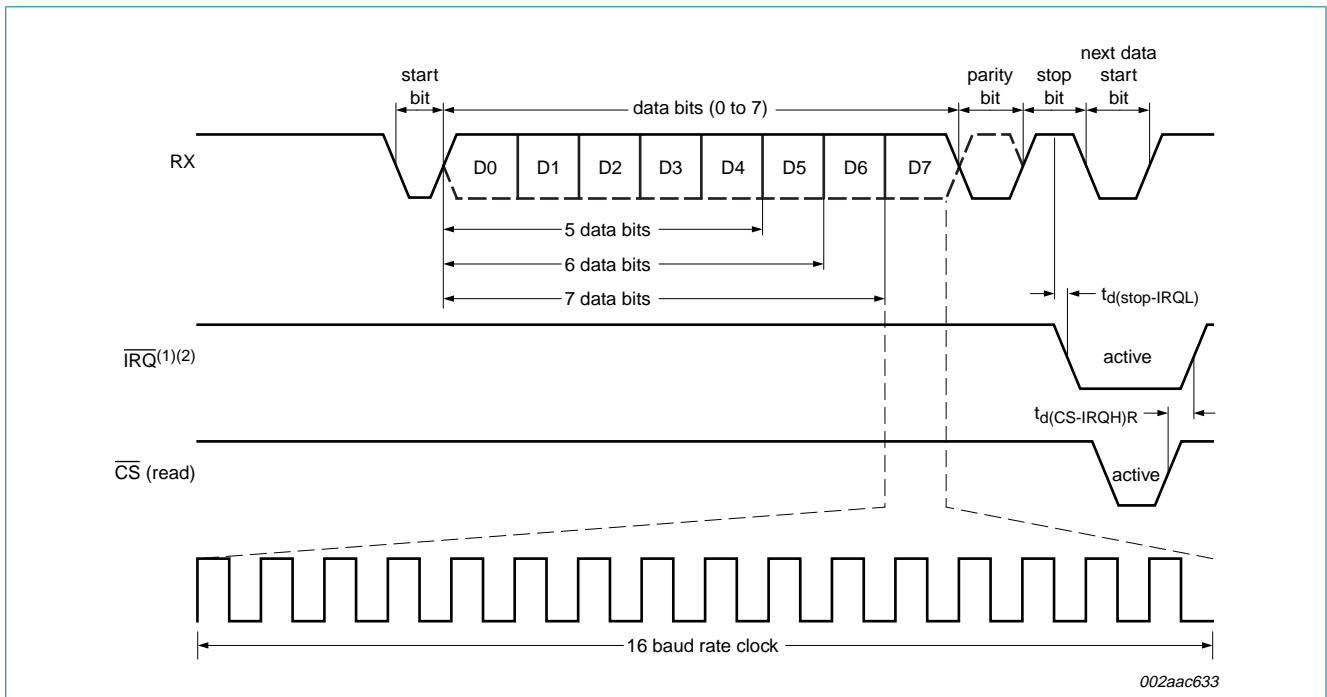 start
bit
data bits (0 to 7)
parity
bit
stop
bit
next data
start
bit
RX
D0 D1 D2 D3 D4 D5 D6 D7
5 data bits
6 data bits
7 data bits
td(stop-IRQL)
IRQ(1)(2)
active
td(CS-IRQH)R
CS (read)
active
16 baud rate clock
002aac633